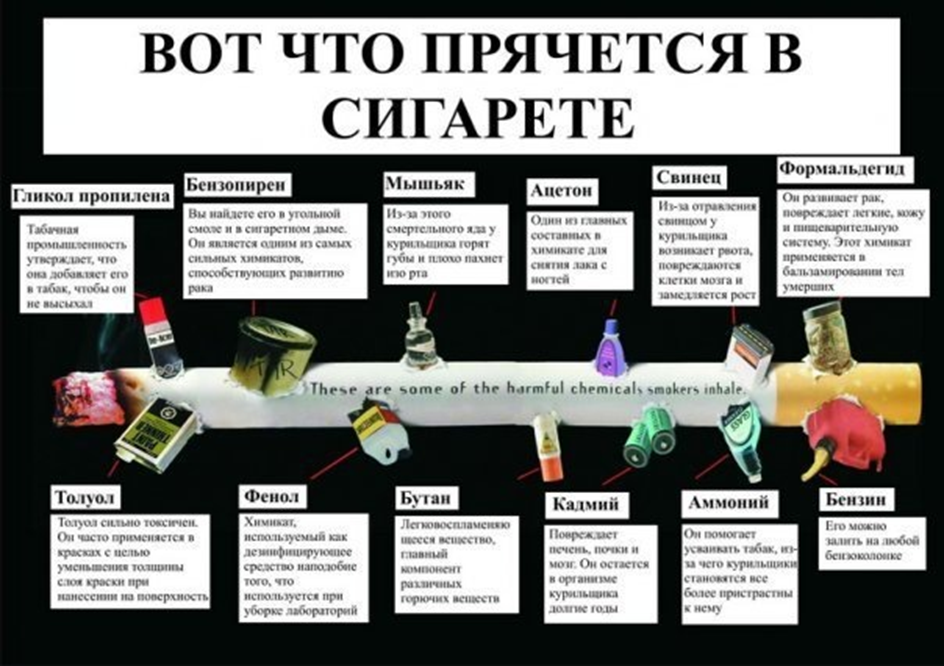 ВОТ ЧТО ПРЯЧЕТСЯ В
СИГАРЕТЕ
Гликол пропилена
Табачная
промышленность
утверждает, что
она добавляет его
в табак, чтобы он
не высыхал
Бензопирен
Вы найдете его в угольной
смоле и в сигаретном дыме.
Он является одним из самых
сильных химикатов,
способствующих развитию
рака
Мышьяк
Из-за этого
смертельного яда у
курильщика горят
губы и плохо пахнет
изо рта
Ацетон
Один из главных
составных в
химикате для
снятия лака с
ногтей
Свинец
Из-за отравления
свинцом у
курильщика
возникает рвота,
повреждаются
клетки мозга и
замедляется рост
Формальдегид
Он развивает рак,
повреждает легкие, кожу
и пищеварительную
систему. Этот химикат
применяется в
бальзамировании тел
умерших
These are some of the harmful chemicals smokers inhale.
PAINT
THINNER
GLASS
Толуол
Толуол сильно токсичен.
Он часто применяется в
красках с целью
уменьшения толщины
слоя краски при
нанесении на поверхность
Фенол
Химикат,
используемый как
дезинфицирующее
средство наподобие
того, что
используется при
уборке лабораторий
Бутан
Легковоспламеняю
щееся вещество,
главный
компонент
различных
горючих веществ
Кадмий
Повреждает
печень, почки и
мозг. Он остается
в организме
курильщика
долгие годы
Аммоний
Он помогает
усваивать табак, из-
за чего курильщики
становятся все
более пристрастны
к нему
Бензин
Его можно
залить на любой
бензоколонке